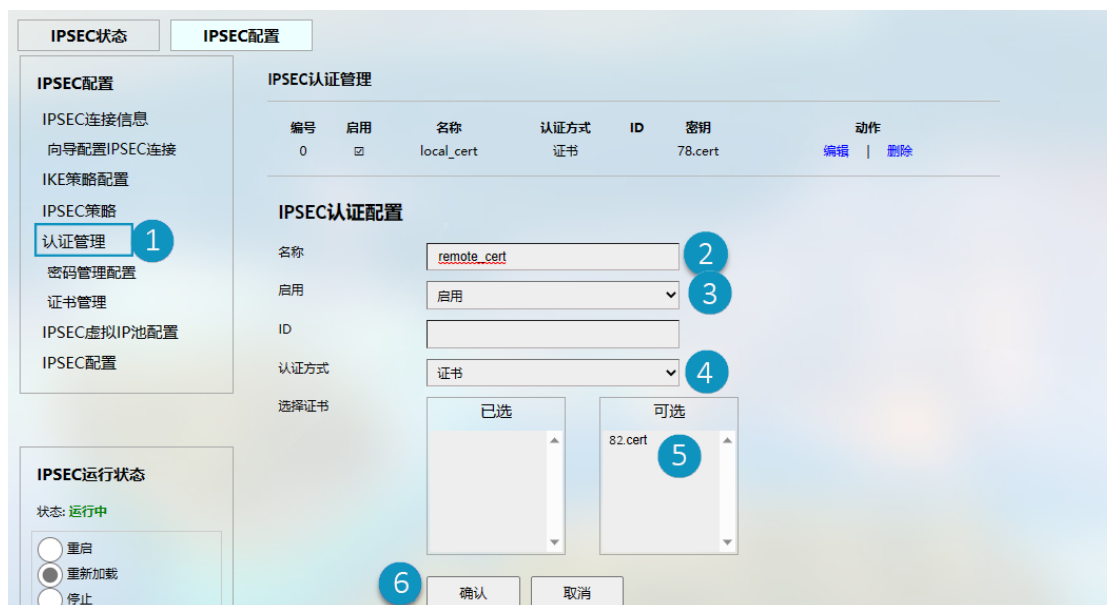 IPSEC状态 IPSEC配置
IPSEC配置
IPSEC连接信息
向导配置IPSEC连接
IKE策略配置
IPSEC策略
认证管理 1
密码管理配置
证书管理
IPSEC虚拟IP池配置
IPSEC配置
IPSEC运行状态
状态: 运行中
重启
重新加载
停止
IPSEC认证管理
编号 启用 名称 认证方式 ID 密钥 动作
0 ☑ local_cert 证书 78.cert 编辑 | 删除
IPSEC认证配置
名称 remote_cert 2
启用 启用 3
ID
认证方式 证书 4
选择证书 已选 可选
82.cert 5
6 确认 取消